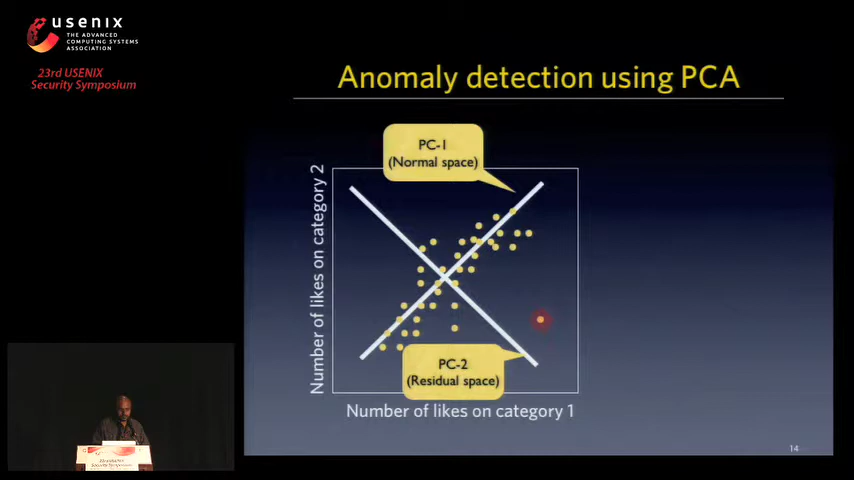 usenix
THE ADVANCED
COMPUTING SYSTEMS
ASSOCIATION
23rd USENIX
Security Symposium
Anomaly detection using PCA
PC-1
(Normal space)
Number of likes on category 2
PC-2
(Residual space)
Number of likes on category 1
14